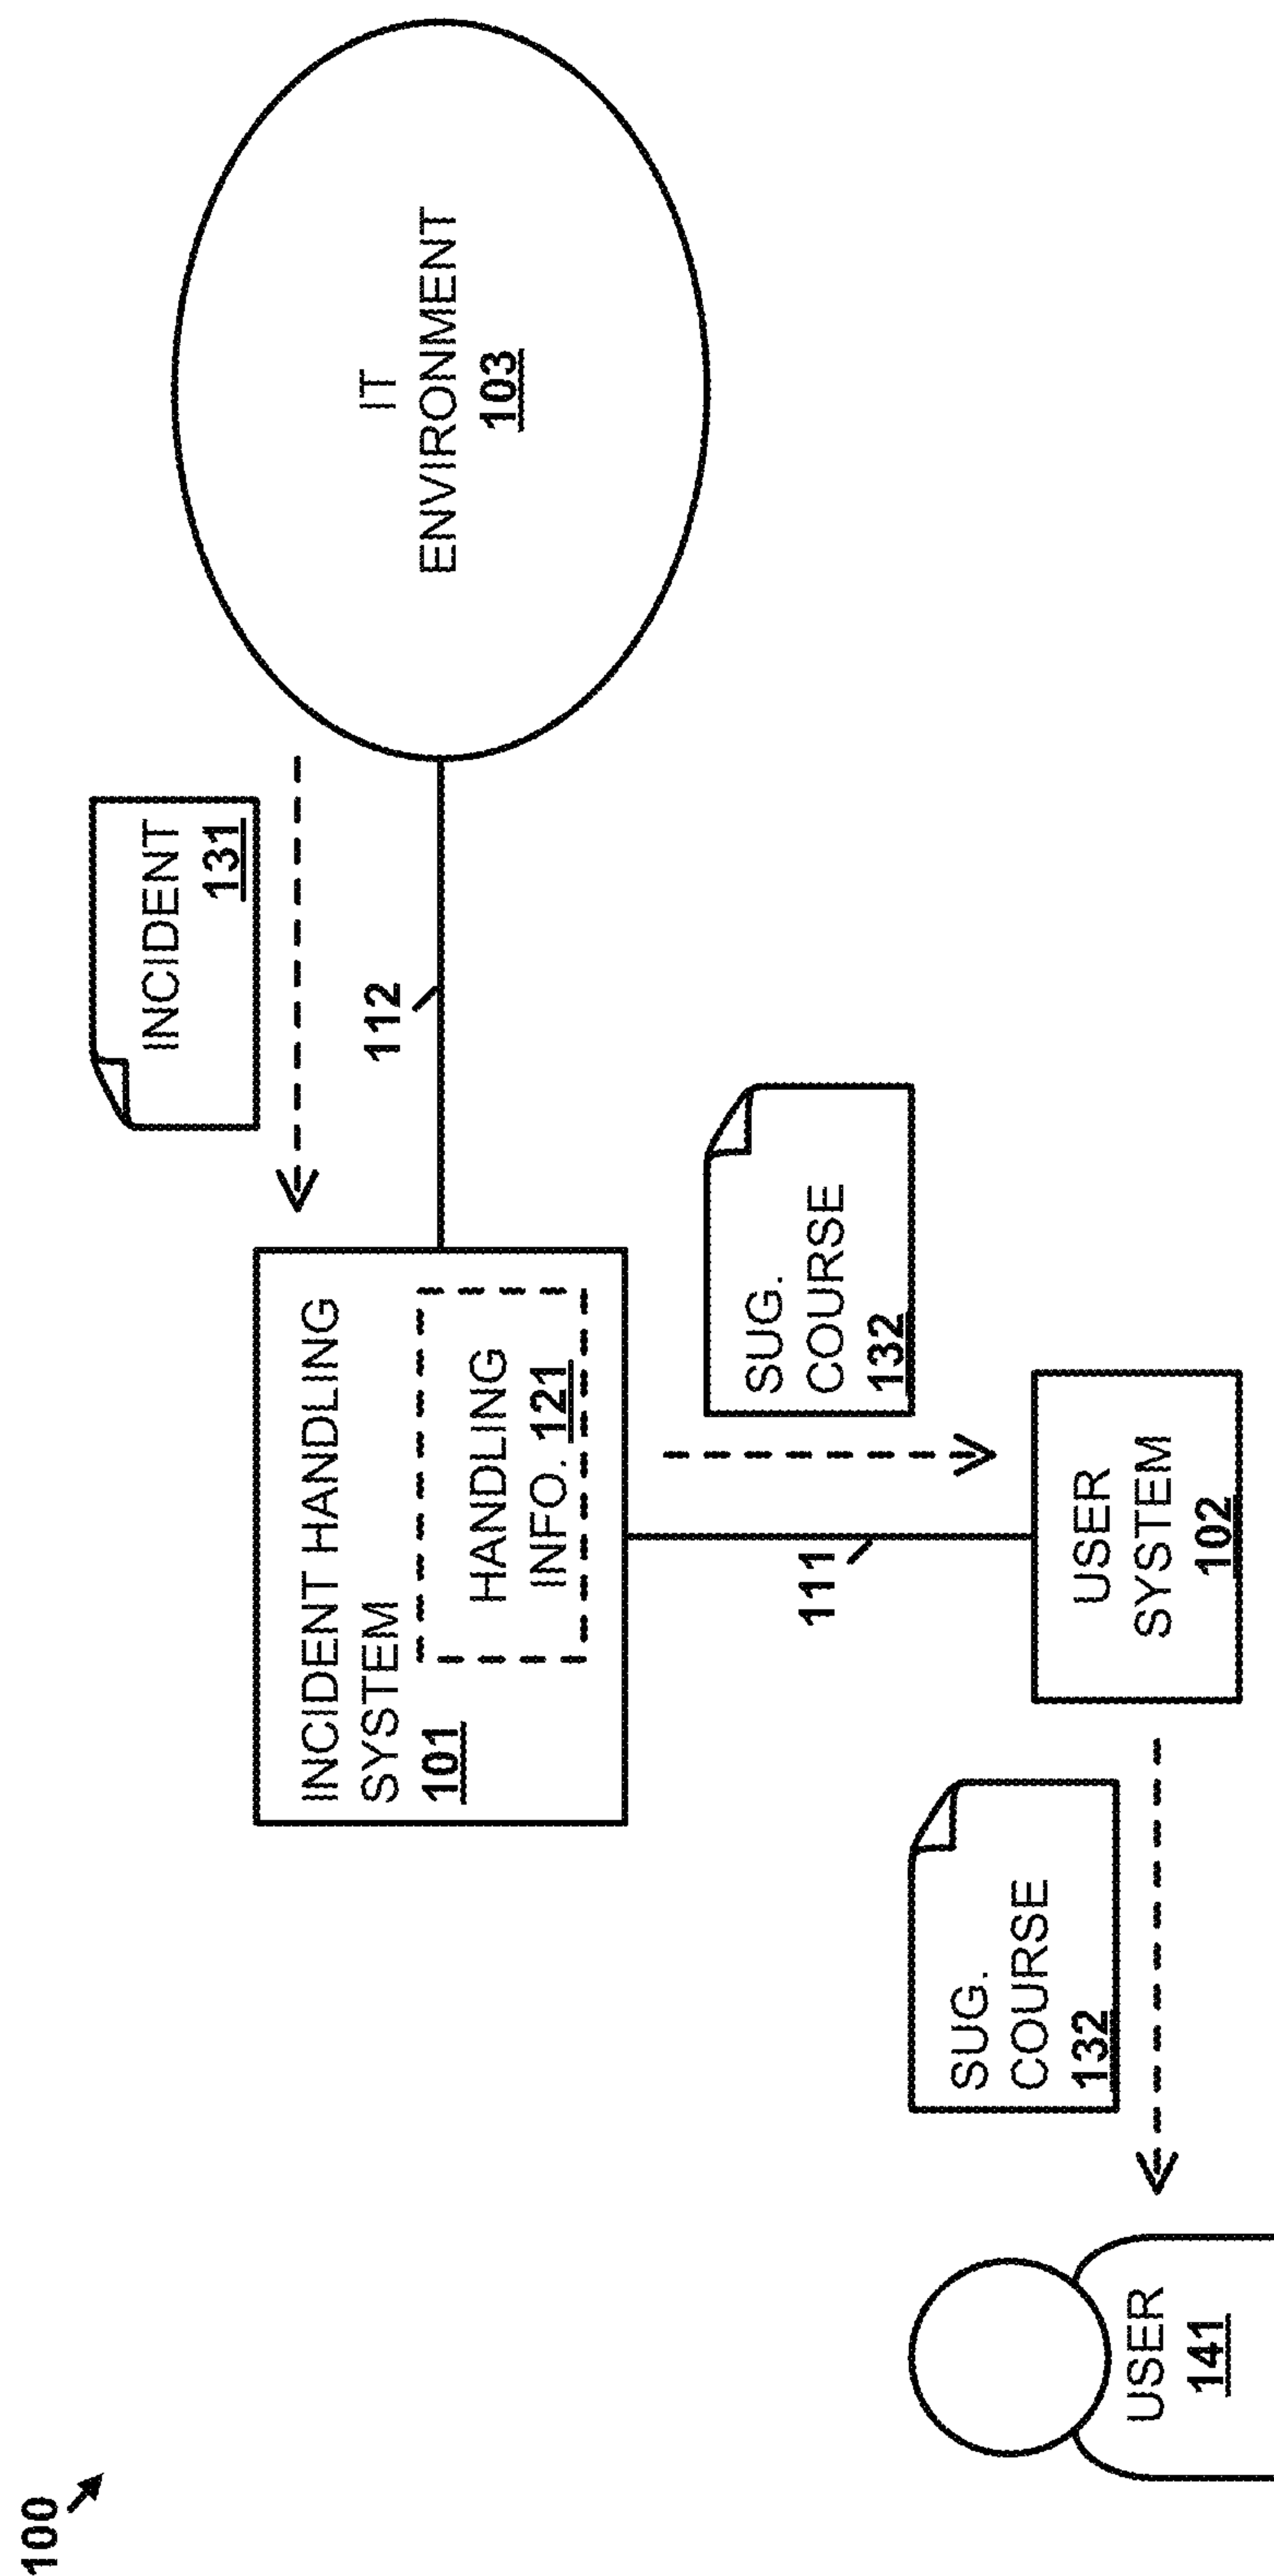 100
INCIDENT
131
IT
ENVIRONMENT
103
112
INCIDENT HANDLING
SYSTEM
101
HANDLING
INFO. 121
SUG.
COURSE
132
111
USER
SYSTEM
102
SUG.
COURSE
132
USER
141